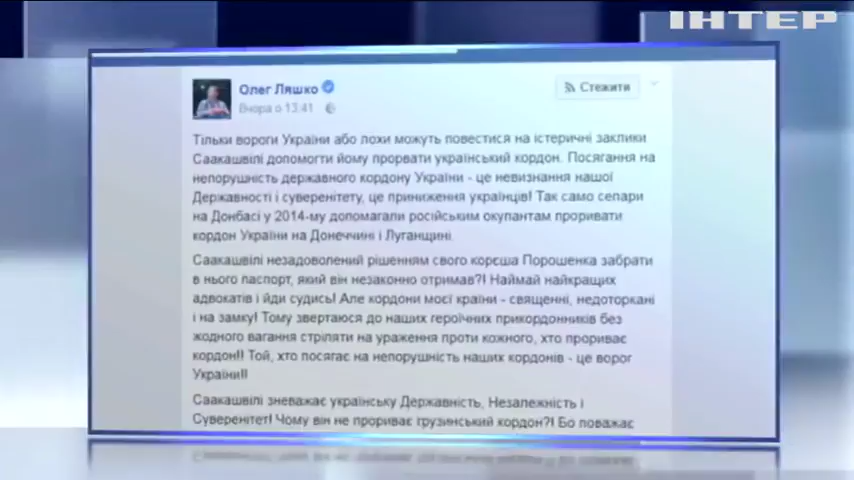 ІНТЕР
Олег Ляшко
Вчора о 13:41
Стежити
Тільки вороги України або лохи можуть повестися на істеричні заклики
Саакашвілі допомогти йому прорвати український кордон. Посягання на
непорушність державного кордону України - це невизнання нашої
Державності і суверенітету, це приниження українців! Так само сепари
на Донбасі у 2014-му допомагали російським окупантам проривати
кордон України на Донеччині і Луганщині.
Саакашвілі незадоволений рішенням свого корєша Порошенка забрати
в нього паспорт, який він незаконно отримав?! Наймай найкращих
адвокатів і йди судись! Але кордони моєї країни - священні, недоторкані
і на замку! Тому звертаюся до наших героїчних прикордонників без
жодного вагання стріляти на ураження проти кожного, хто прориває
кордон!! Той, хто посягає на непорушність наших кордонів - це ворог
України!!
Саакашвілі зневажає українську Державність, Незалежність і
Суверенітет! Чому він не прориває грузинський кордон?! Бо поважає